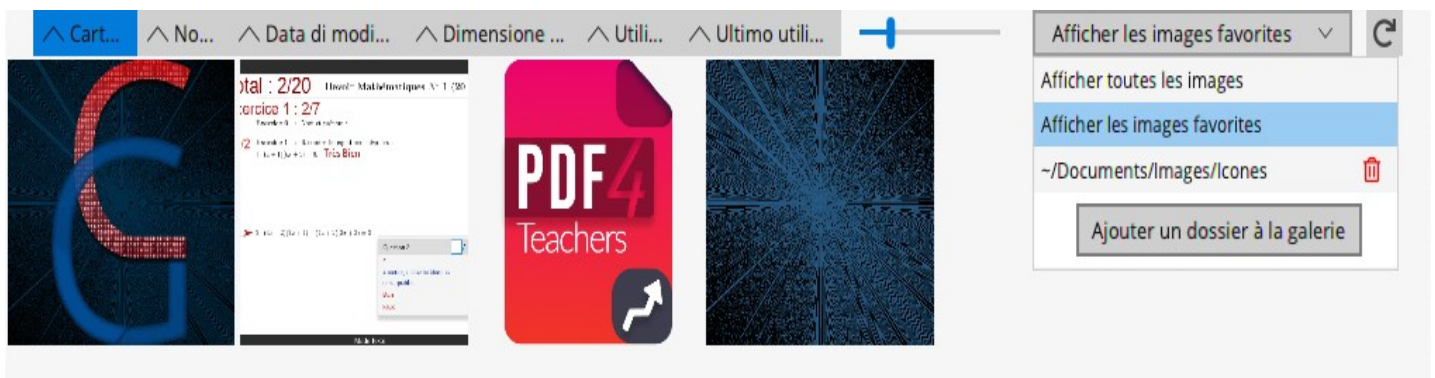 Cart...
No...
Data di modi...
Dimensione ...
Utili...
Ultimo utili...
Afficher les images favorites
Afficher toutes les images
Afficher les images favorites
~/Documents/Images/Icones
Ajouter un dossier à la galerie
otal : 2/20
Mathématiques
ercice 1 : 2/7
/2
Très Bien
PDF4
Teachers